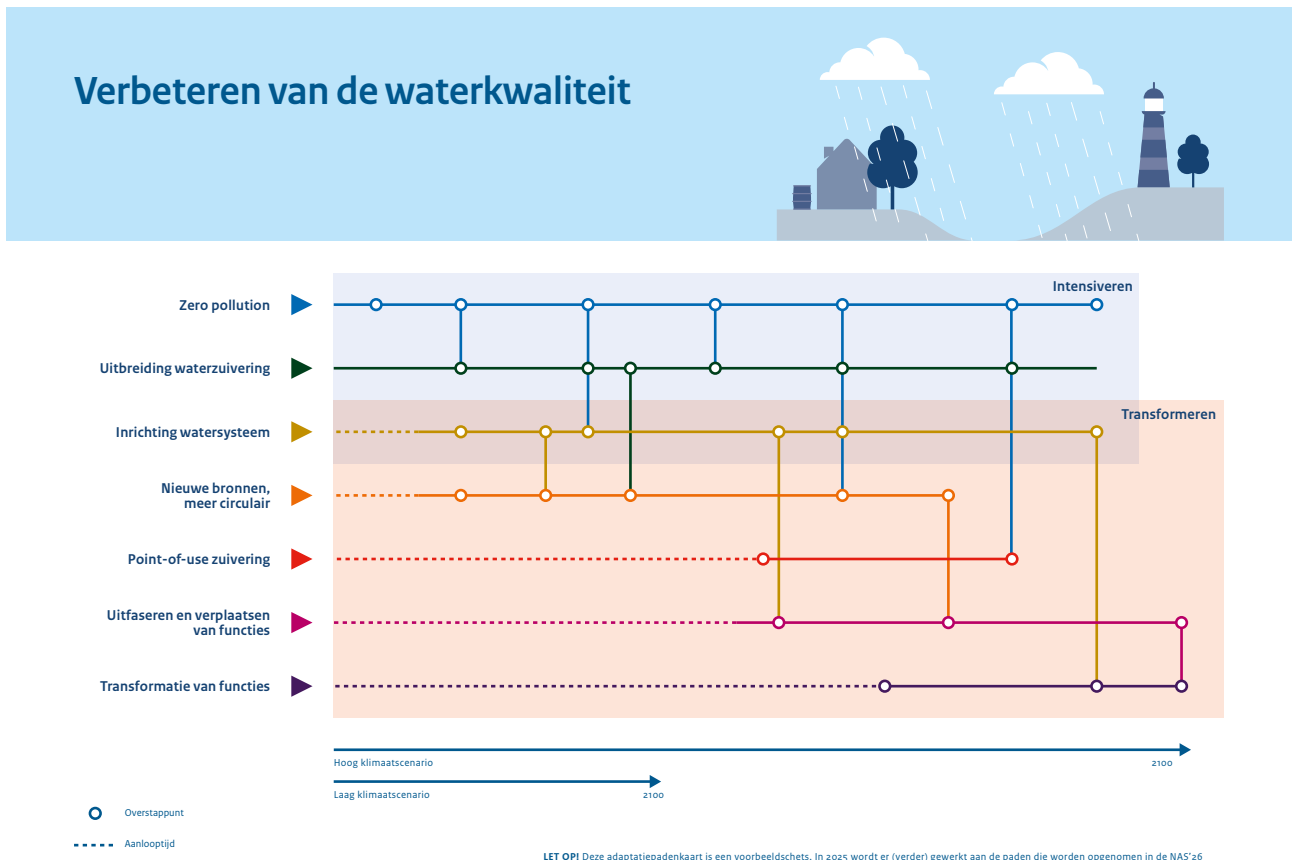 Verbeteren van de waterkwaliteit
Intensiveren
Zero pollution
Uitbreiding waterzuivering
Transformeren
Inrichting watersysteem
Nieuwe bronnen,
meer circulair
Point-of-use zuivering
Uitfaseren en verplaatsen
van functies
Transformatie van functies
Hoog klimaatscenario
2100
Laag klimaatscenario
2100
Overstappunt
Aanlooptijd
LET OP! Deze adaptatiepadenkaart is een voorbeeldschets. In 2025 wordt er (verder) gewerkt aan de paden die worden opgenomen in de NAS'26